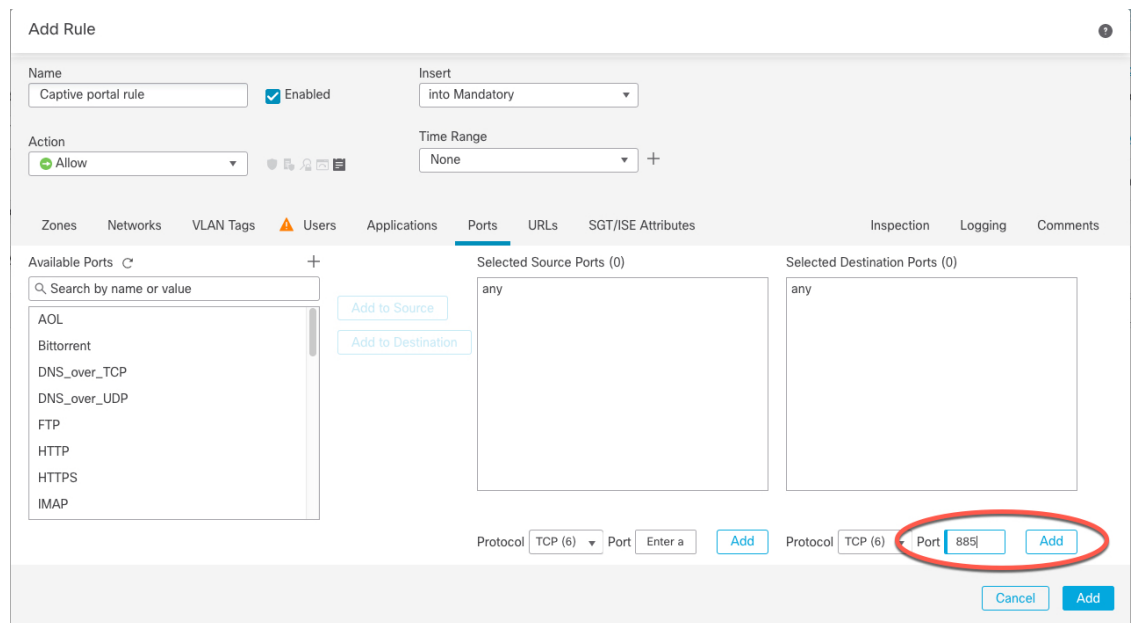 Add Rule
?
Name
Insert
Captive portal rule
Enabled
into Mandatory
Action
Time Range
Allow
None
Zones Networks VLAN Tags Users Applications Ports URLs SGT/ISE Attributes Inspection Logging Comments
Available Ports Selected Source Ports (0) Selected Destination Ports (0)
Search by name or value
any
any
Add to Source
AOL
Add to Destination
Bittorrent
DNS_over_TCP
DNS_over_UDP
FTP
HTTP
HTTPS
IMAP
Protocol TCP (6) Port Enter a Add Protocol TCP (6) Port 885 Add
Cancel Add